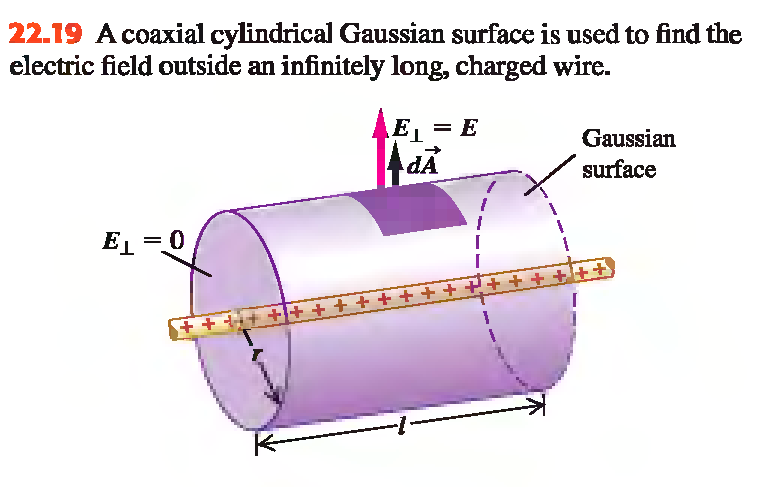 22.19 A coaxial cylindrical Gaussian surface is used to find the
electric field outside an infinitely long, charged wire.
E⊥ = E
dA⃗
Gaussian
surface
E⊥ = 0
+ + + + + + + + + + + + + + + + + + + +
r
l